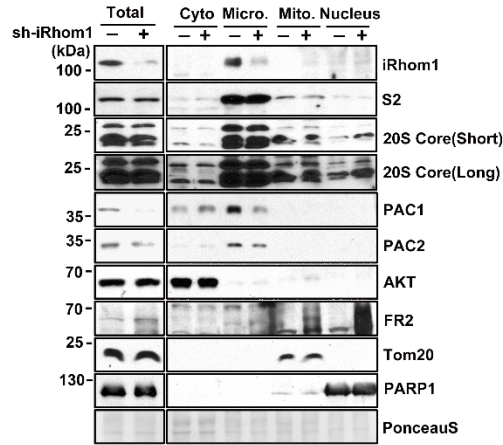 Total Cyto Micro. Mito. Nucleus
sh-iRhom1 – + – + – + – + – +
(kDa)
100 - iRhom1
100 - S2
25 - 20S Core(Short)
25 - 20S Core(Long)
35 - PAC1
35 - PAC2
70 - AKT
70 - FR2
25 - Tom20
130 - PARP1
PonceauS